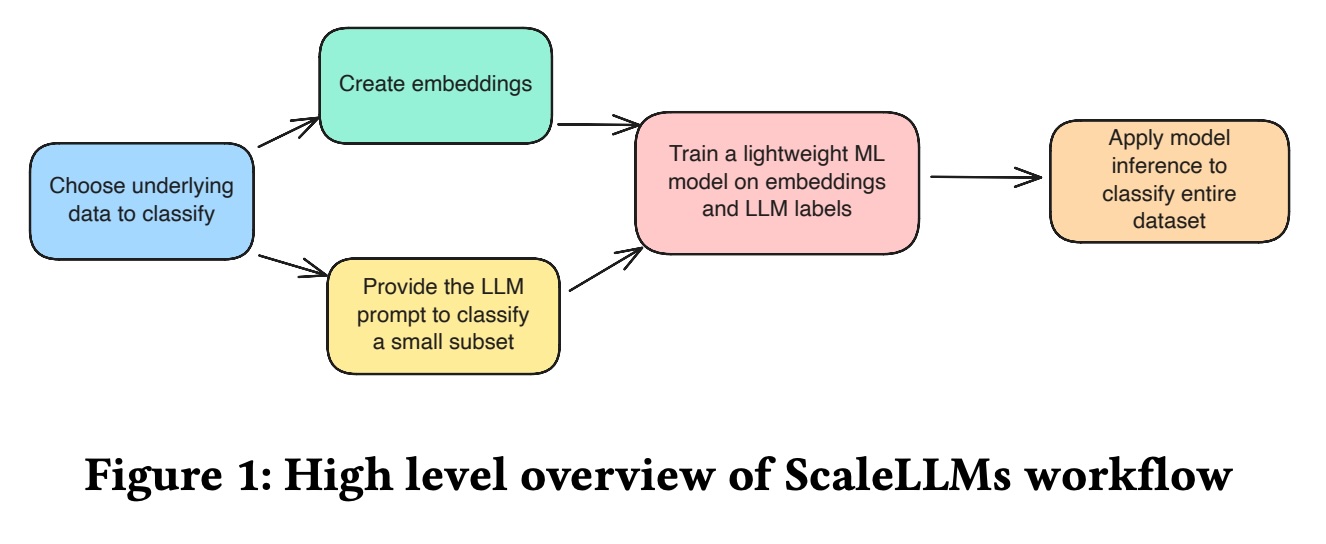 Create embeddings
Choose underlying
data to classify
Provide the LLM
prompt to classify
a small subset
Train a lightweight ML
model on embeddings
and LLM labels
Apply model
inference to
classify entire
dataset
Figure 1: High level overview of ScaleLLMs workflow